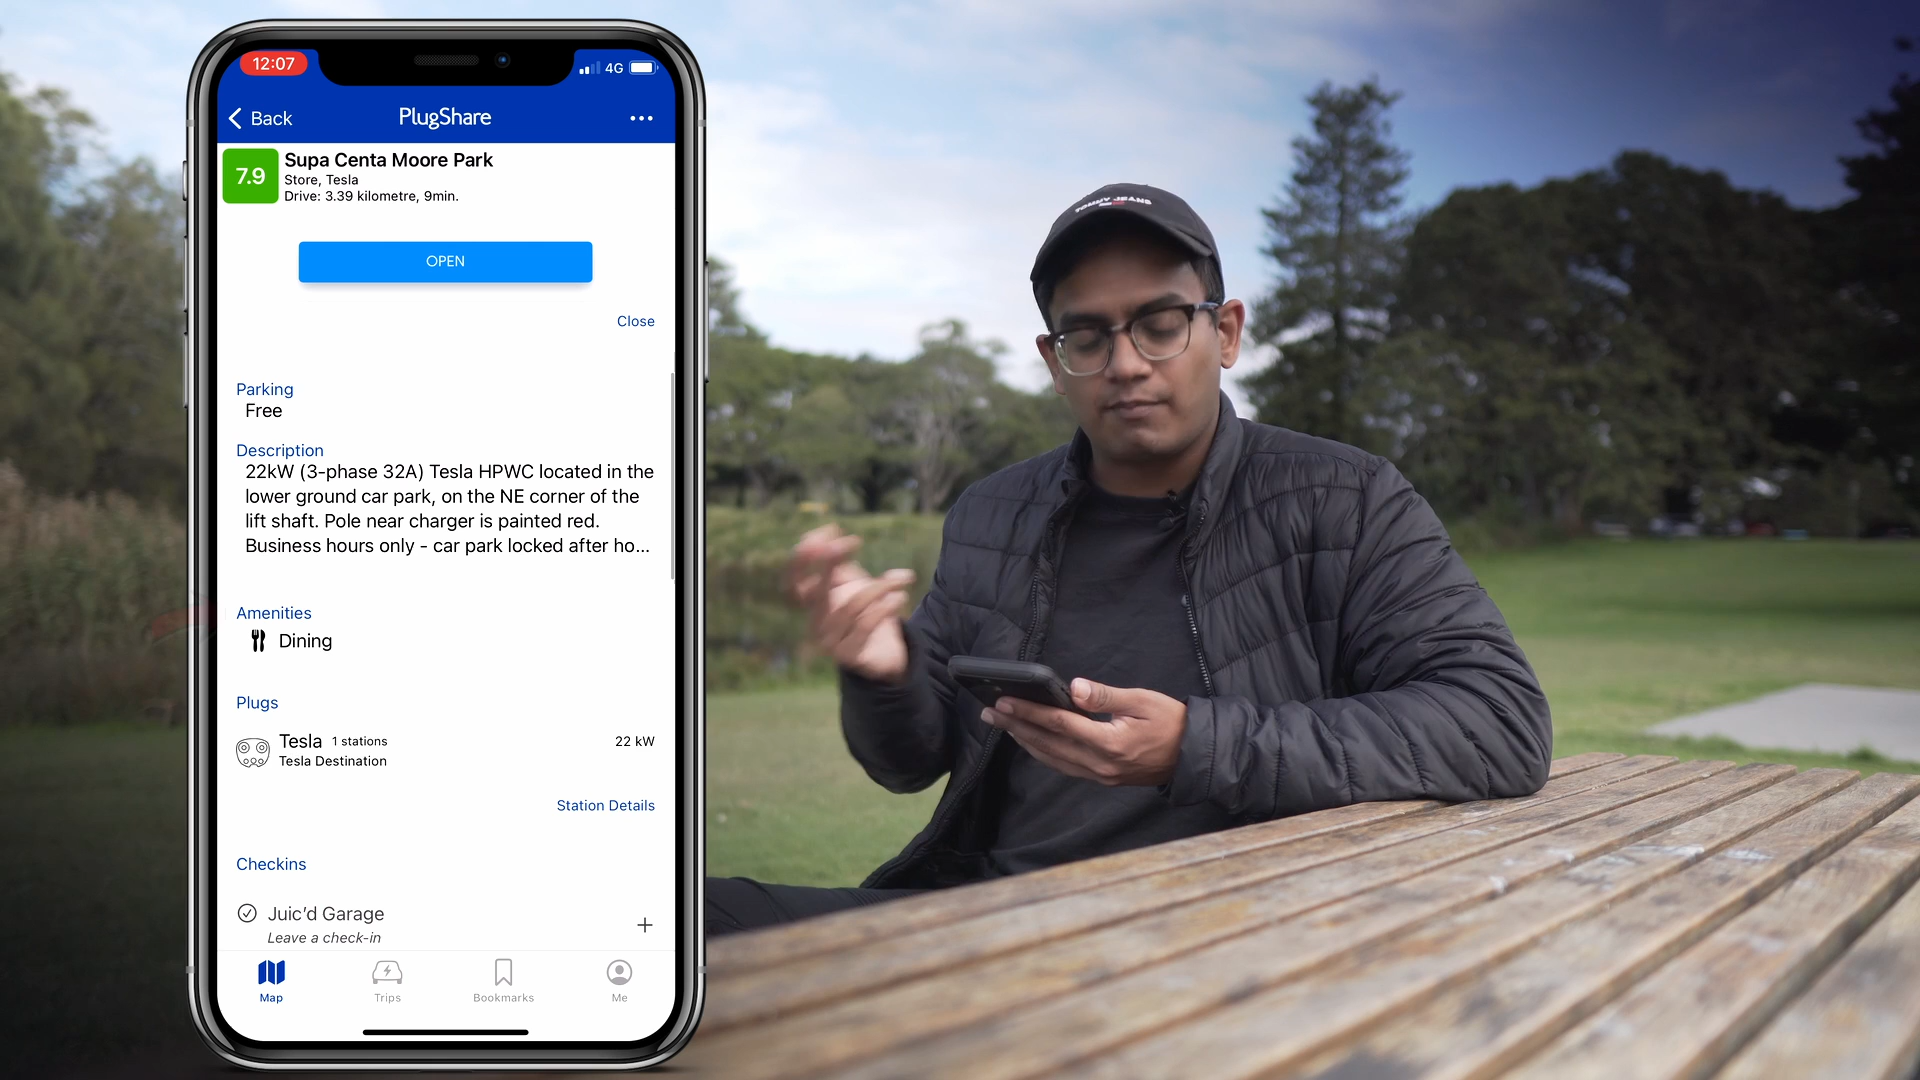 12:07
4G
Back
PlugShare
7.9
Supa Centa Moore Park
Store, Tesla
Drive: 3.39 kilometre, 9min.
OPEN
Close
Parking
Free
Description
22kW (3-phase 32A) Tesla HPWC located in the
lower ground car park, on the NE corner of the
lift shaft. Pole near charger is painted red.
Business hours only - car park locked after ho...
Amenities
Dining
Plugs
Tesla 1 stations
22 kW
Tesla Destination
Station Details
Checkins
Juic'd Garage
Leave a check-in
Map
Trips
Bookmarks
Me
TOMMY JEANS